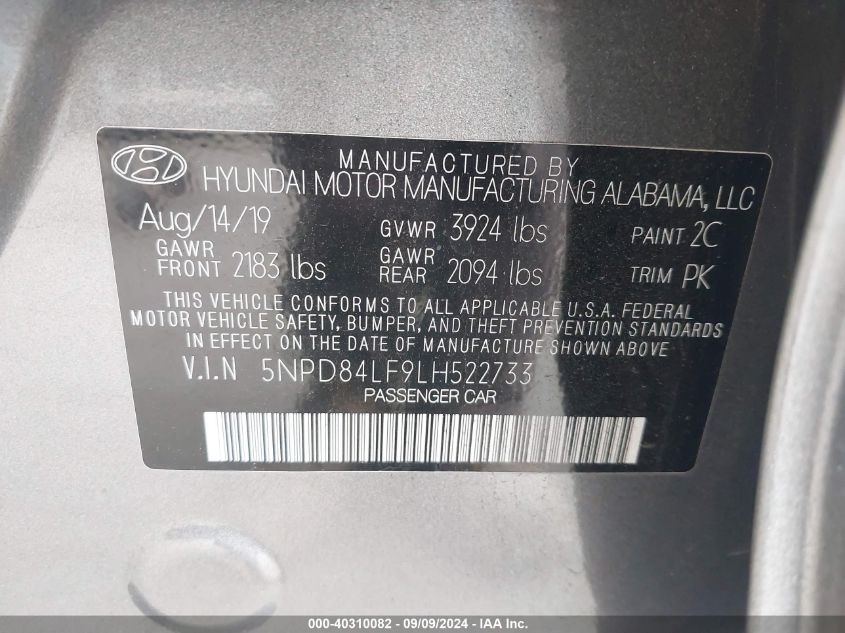 MANUFACTURED BY
HYUNDAI MOTOR MANUFACTURING ALABAMA, LLC
Aug/14/19 GVWR 3924 lbs PAINT 2C
GAWR FRONT 2183 lbs GAWR REAR 2094 lbs TRIM PK
THIS VEHICLE CONFORMS TO ALL APPLICABLE U.S.A. FEDERAL
MOTOR VEHICLE SAFETY, BUMPER, AND THEFT PREVENTION STANDARDS
IN EFFECT ON THE DATE OF MANUFACTURE SHOWN ABOVE.
V.I.N 5NPD84LF9LH522733
PASSENGER CAR
000-40310082 - 09/09/2024 - IAA Inc.